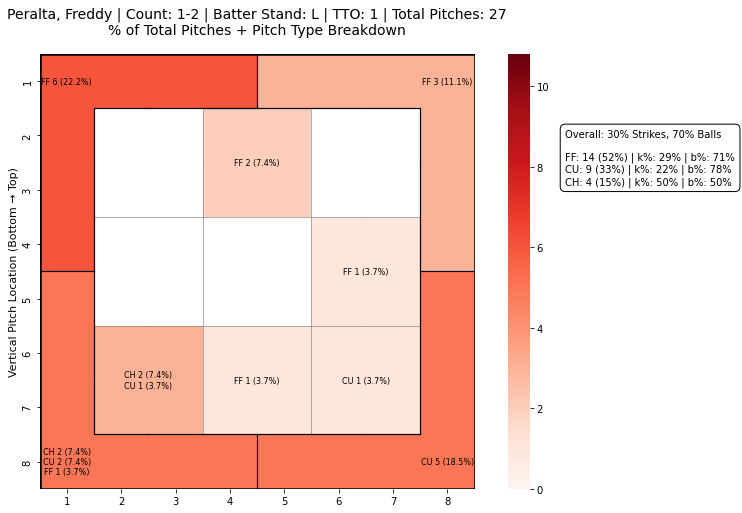 Peralta, Freddy | Count: 1-2 | Batter Stand: L | TTO: 1 | Total Pitches: 27
% of Total Pitches + Pitch Type Breakdown
FF 6 (22.2%)
FF 3 (11.1%)
FF 2 (7.4%)
FF 1 (3.7%)
CH 2 (7.4%)
CU 1 (3.7%)
FF 1 (3.7%)
CU 1 (3.7%)
CH 2 (7.4%)
CU 2 (7.4%)
FF 1 (3.7%)
CU 5 (18.5%)
Vertical Pitch Location (Bottom → Top)
1
2
3
4
5
6
7
8
1 2 3 4 5 6 7 8
10
8
6
4
2
0
Overall: 30% Strikes, 70% Balls
FF: 14 (52%) | k%: 29% | b%: 71%
CU: 9 (33%) | k%: 22% | b%: 78%
CH: 4 (15%) | k%: 50% | b%: 50%